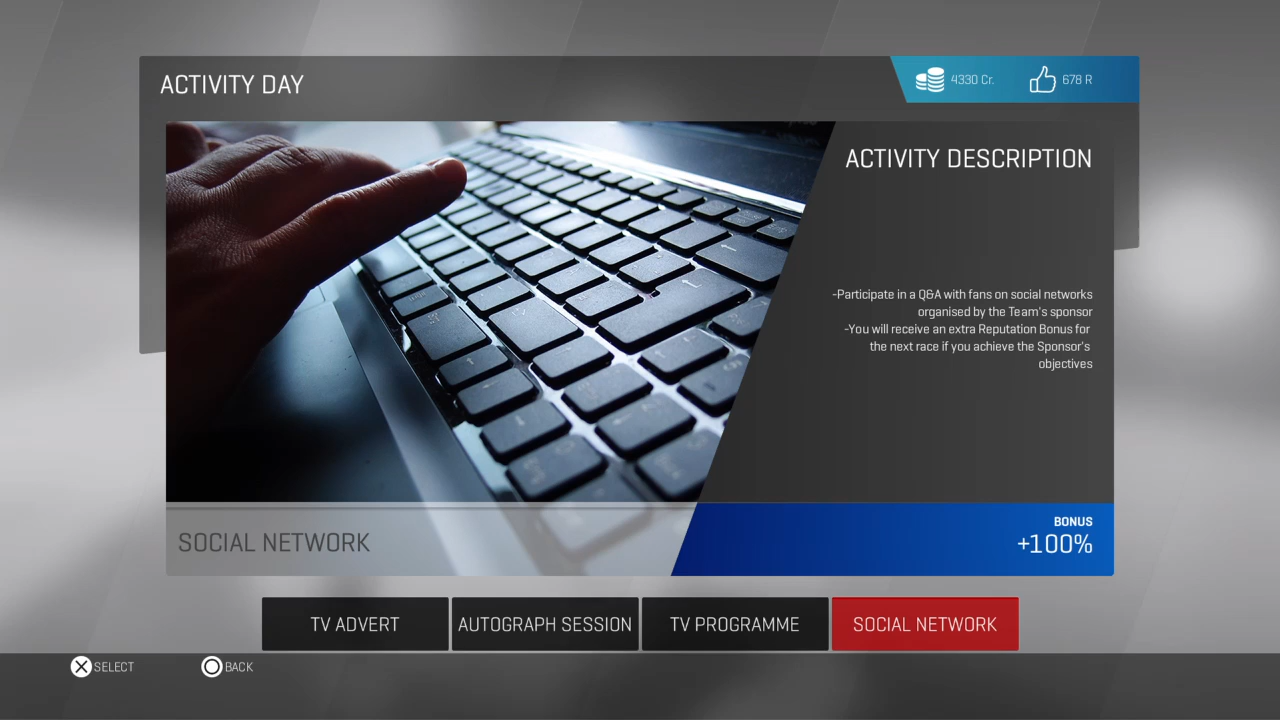 ACTIVITY DAY
4330 Cr.
678 R
ACTIVITY DESCRIPTION
-Participate in a Q&A with fans on social networks
organised by the Team's sponsor
-You will receive an extra Reputation Bonus for
the next race if you achieve the Sponsor's
objectives
SOCIAL NETWORK
BONUS
+100%
TV ADVERT
AUTOGRAPH SESSION
TV PROGRAMME
SOCIAL NETWORK
SELECT
BACK